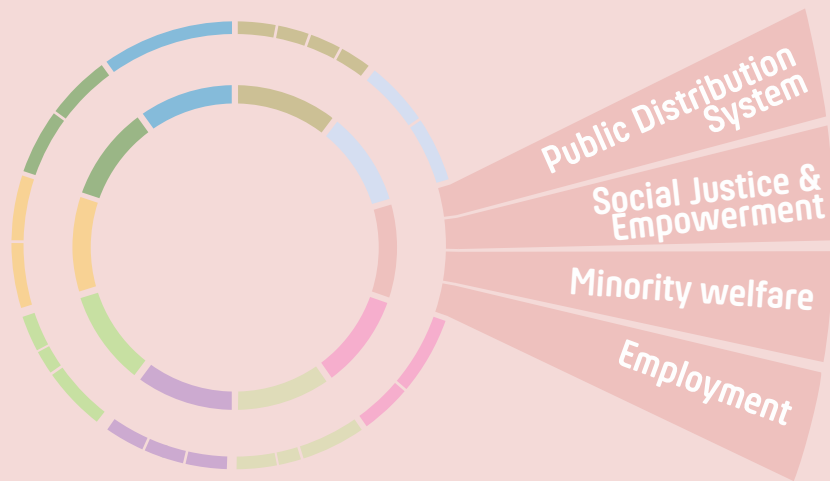 Public Distribution
System
Social Justice &
Empowerment
Minority welfare
Employment